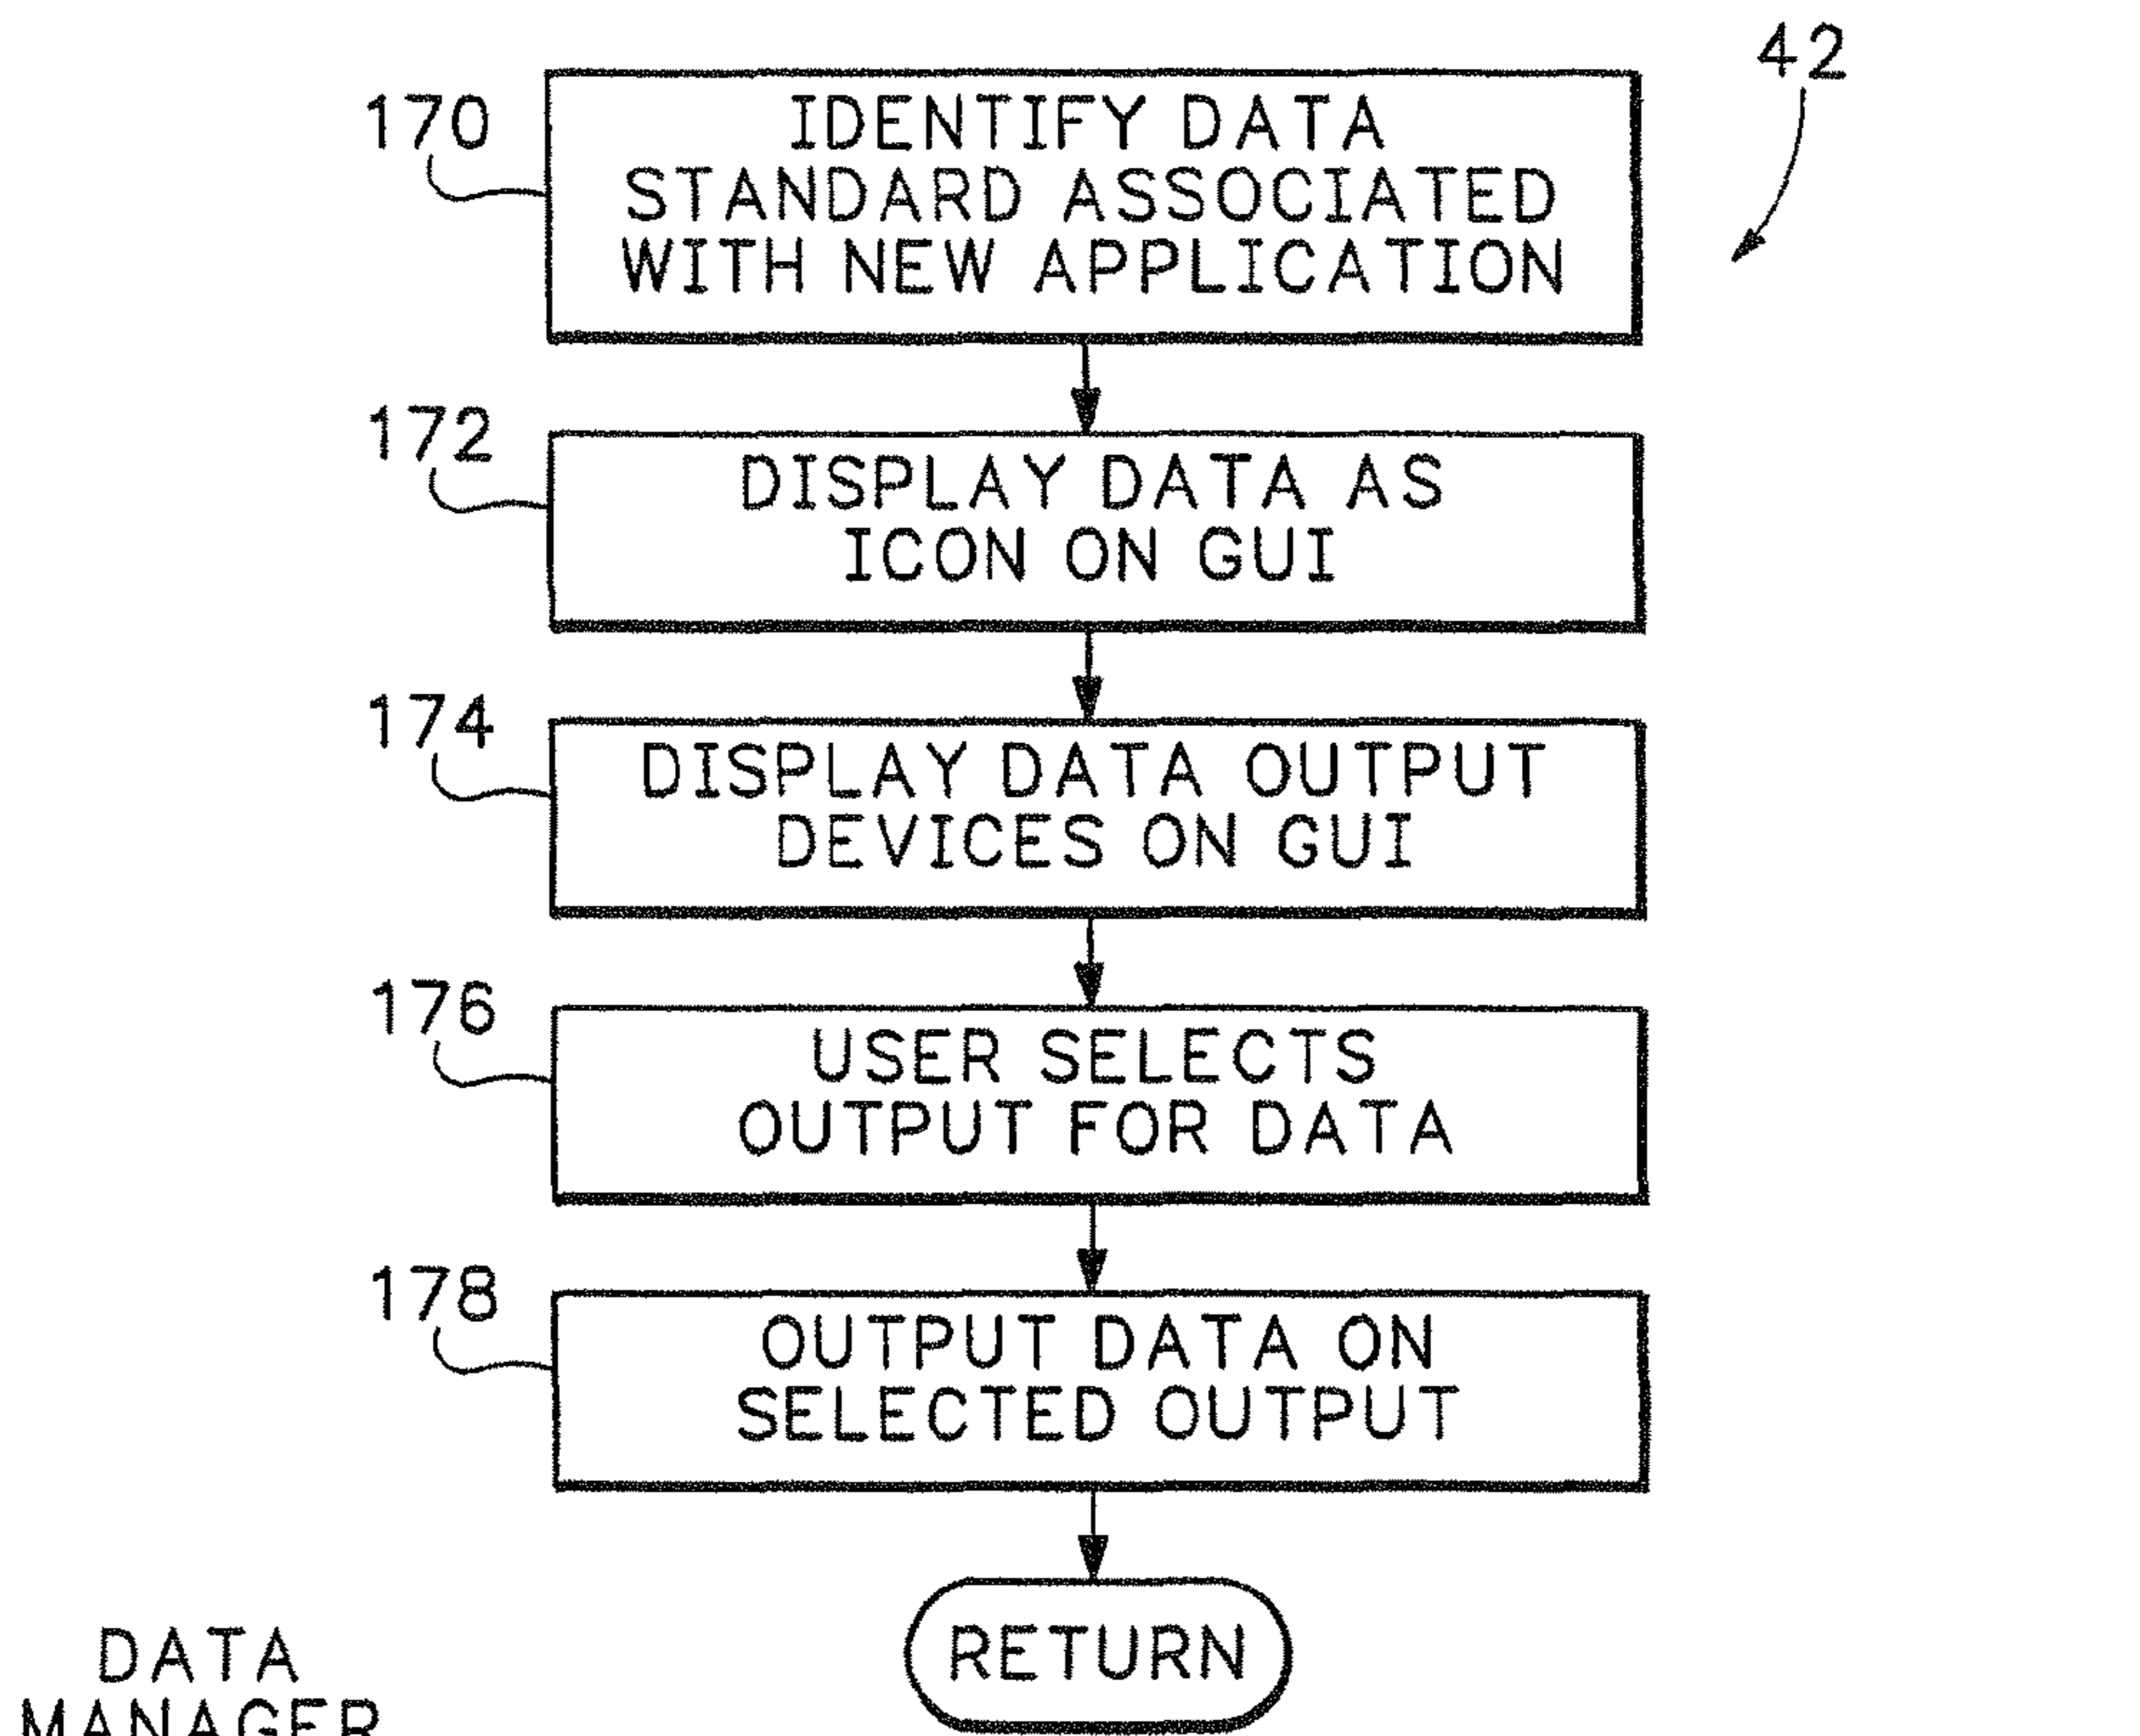 42
170
IDENTIFY DATA
STANDARD ASSOCIATED
WITH NEW APPLICATION
172
DISPLAY DATA AS
ICON ON GUI
174
DISPLAY DATA OUTPUT
DEVICES ON GUI
176
USER SELECTS
OUTPUT FOR DATA
178
OUTPUT DATA ON
SELECTED OUTPUT
RETURN
DATA
MANAGER